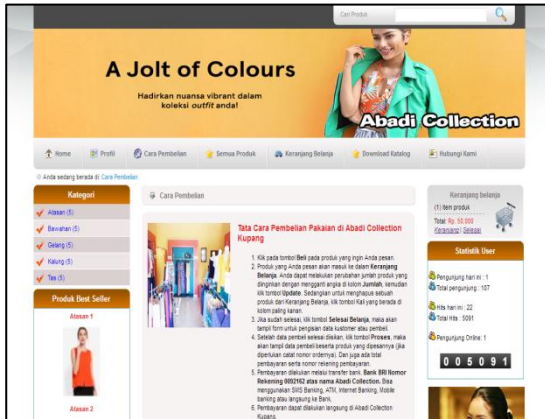 Cari Produk
A Jolt of Colours
Hadirkan nuansa vibrant dalam
koleksi outfit anda!
Abadi Collection
Home
Profil
Cara Pembelian
Semua Produk
Keranjang Belanja
Download Katalog
Hubungi Kami
Anda sedang berada di: Cara Pembelian
Kategori
Atasan (5)
Bawahan (5)
Gelang (5)
Kalung (5)
Tas (5)
Produk Best Seller
Atasan 1
Atasan 2
Cara Pembelian
Tata Cara Pembelian Pakaian di Abadi Collection
Kupang
1. Klik pada tombol Beli pada produk yang ingin Anda pesan.
2. Produk yang Anda pesan akan masuk ke dalam Keranjang
Belanja. Anda dapat melakukan perubahan jumlah produk yang
diinginkan dengan mengganti angka di kolom Jumlah, kemudian
klik tombol Update. Sedangkan untuk menghapus sebuah
produk dari Keranjang Belanja, klik tombol Kali yang berada di
kolom paling kanan.
3. Jika sudah selesai, klik tombol Selesai Belanja, maka akan
tampil form untuk pengisian data kustomer atau pembeli.
4. Setelah data pembeli selesai diisikan, klik tombol Proses, maka
akan tampil data pembeli beserta produk yang dipesannya (jika
diperlukan catat nomor ordernya). Dan juga ada total
pembayaran serta nomor rekening pembayaran.
5. Pembayaran dilakukan melalui transfer bank, Bank BRI Nomor
Rekening 0092162 atas nama Abadi Collection. Bisa
menggunakan SMS Banking, ATM, Internet Banking, Mobile
banking atau langsung ke Bank.
6. Pembayaran dapat dilakukan langsung di Abadi Collection
Kupang.
Keranjang belanja
(1) item produk
Total: Rp. 50.000
Keranjang | Selesai
Statistik User
Pengunjung hari ini : 1
Total pengunjung : 107
Hits hari ini : 22
Total Hits : 5091
Pengunjung Online: 1
005091